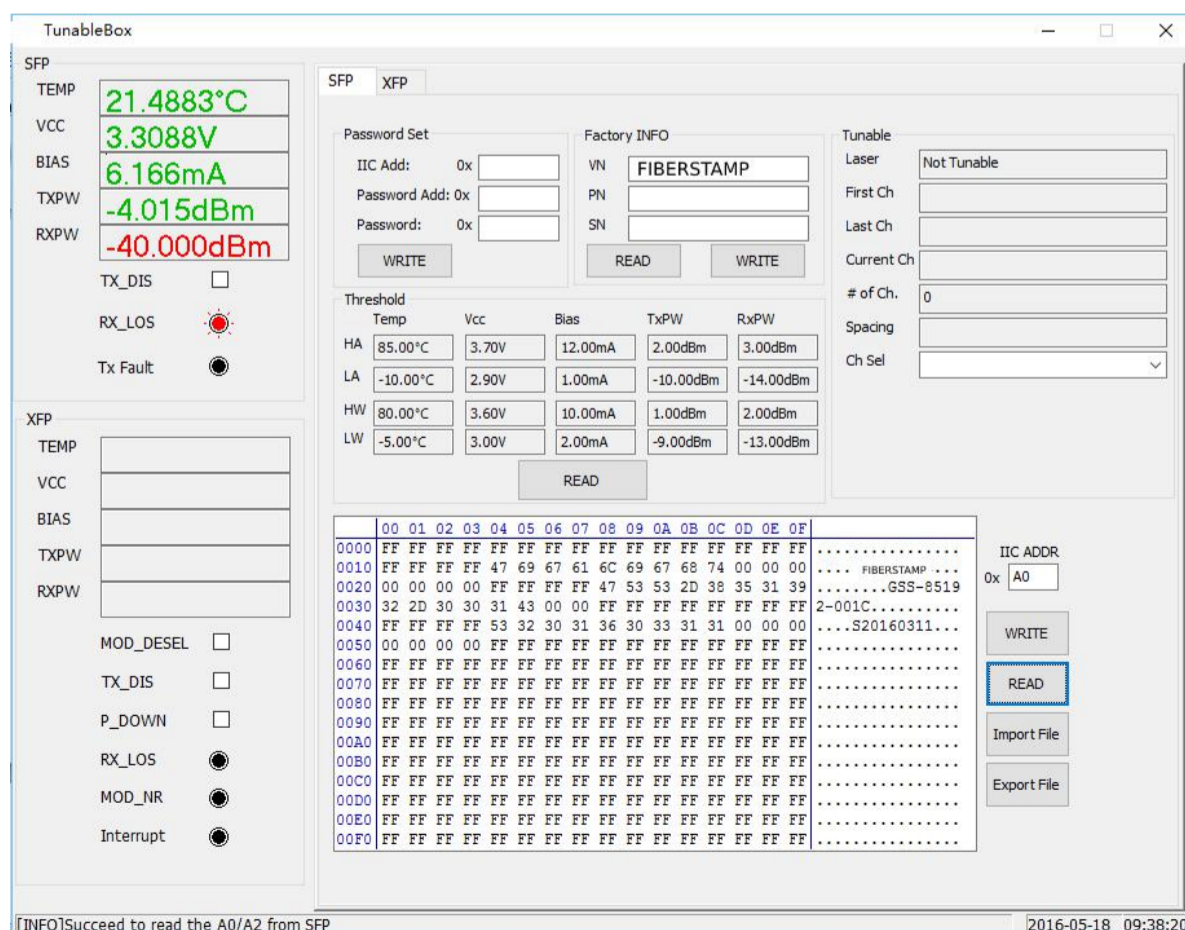 TunableBox
SFP
TEMP 21.4883°C
VCC 3.3088V
BIAS 6.166mA
TXPW -4.015dBm
RXPW -40.000dBm
TX_DIS
RX_LOS
Tx Fault
XFP
TEMP
VCC
BIAS
TXPW
RXPW
MOD_DESEL
TX_DIS
P_DOWN
RX_LOS
MOD_NR
Interrupt
SFP XFP
Password Set
IIC Add: 0x
Password Add: 0x
Password: 0x
WRITE
Factory INFO
VN FIBERSTAMP
PN
SN
READ WRITE
Tunable
Laser Not Tunable
First Ch
Last Ch
Current Ch
# of Ch. 0
Spacing
Ch Sel
Threshold
Temp Vcc Bias TxPW RxPW
HA 85.00°C 3.70V 12.00mA 2.00dBm 3.00dBm
LA -10.00°C 2.90V 1.00mA -10.00dBm -14.00dBm
HW 80.00°C 3.60V 10.00mA 1.00dBm 2.00dBm
LW -5.00°C 3.00V 2.00mA -9.00dBm -13.00dBm
READ
00 01 02 03 04 05 06 07 08 09 0A 0B 0C 0D 0E 0F
0000 FF FF FF FF FF FF FF FF FF FF FF FF FF FF FF FF ................
0010 FF FF FF FF 47 69 67 61 6C 69 67 68 74 00 00 00 .... FIBERSTAMP ...
0020 00 00 00 00 FF FF FF FF 47 53 53 2D 38 35 31 39 ........GSS-8519
0030 32 2D 30 30 31 43 00 00 FF FF FF FF FF FF FF FF 2-001C..........
0040 FF FF FF FF 53 32 30 31 36 30 33 31 31 00 00 00 ....S20160311...
0050 00 00 00 00 FF FF FF FF FF FF FF FF FF FF FF FF ................
0060 FF FF FF FF FF FF FF FF FF FF FF FF FF FF FF FF ................
0070 FF FF FF FF FF FF FF FF FF FF FF FF FF FF FF FF ................
0080 FF FF FF FF FF FF FF FF FF FF FF FF FF FF FF FF ................
0090 FF FF FF FF FF FF FF FF FF FF FF FF FF FF FF FF ................
00A0 FF FF FF FF FF FF FF FF FF FF FF FF FF FF FF FF ................
00B0 FF FF FF FF FF FF FF FF FF FF FF FF FF FF FF FF ................
00C0 FF FF FF FF FF FF FF FF FF FF FF FF FF FF FF FF ................
00D0 FF FF FF FF FF FF FF FF FF FF FF FF FF FF FF FF ................
00E0 FF FF FF FF FF FF FF FF FF FF FF FF FF FF FF FF ................
00F0 FF FF FF FF FF FF FF FF FF FF FF FF FF FF FF FF ................
IIC ADDR
0x A0
WRITE
READ
Import File
Export File
[INFO]Succeed to read the A0/A2 from SFP
2016-05-18 09:38:20